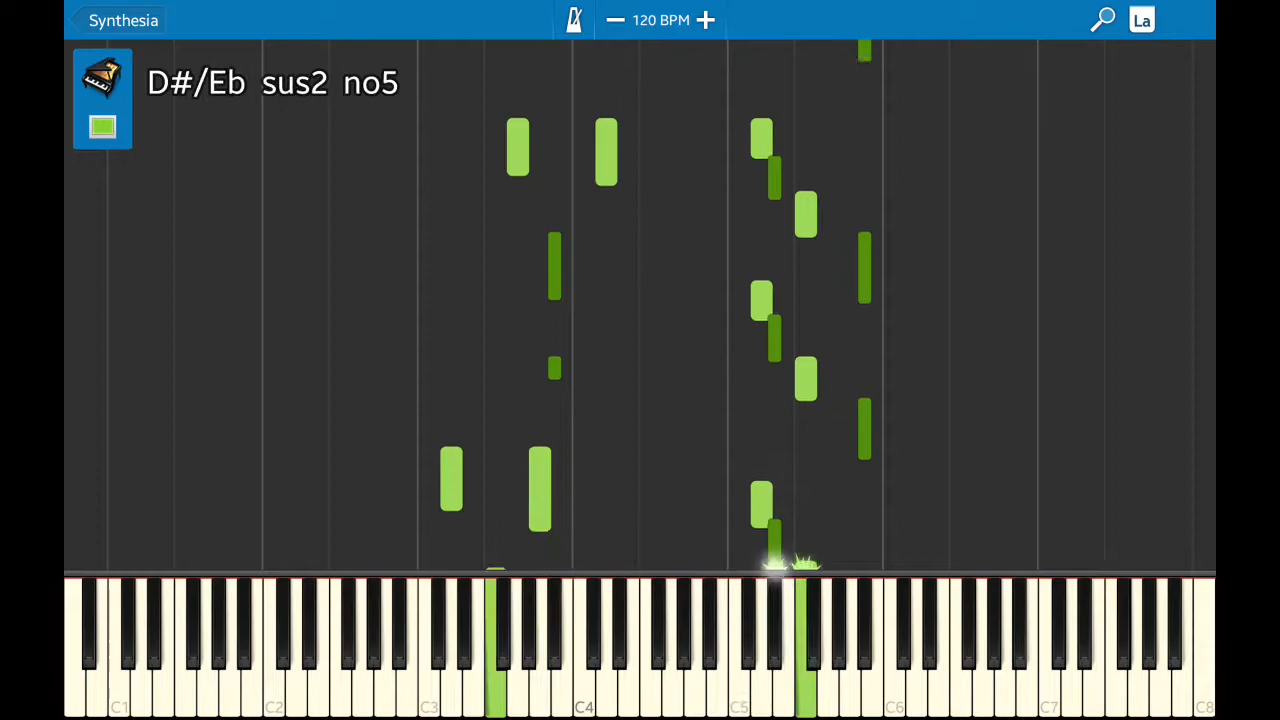 Synthesia
120 BPM
La
D#/Eb sus2 no5
C1 C2 C3 C4 C5 C6 C7 C8